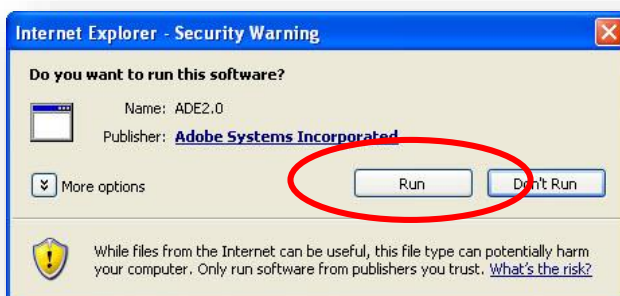 Internet Explorer - Security Warning
Do you want to run this software?
Name: ADE2.0
Publisher: Adobe Systems Incorporated
More options
Run
Don't Run
While files from the Internet can be useful, this file type can potentially harm
your computer. Only run software from publishers you trust. What's the risk?